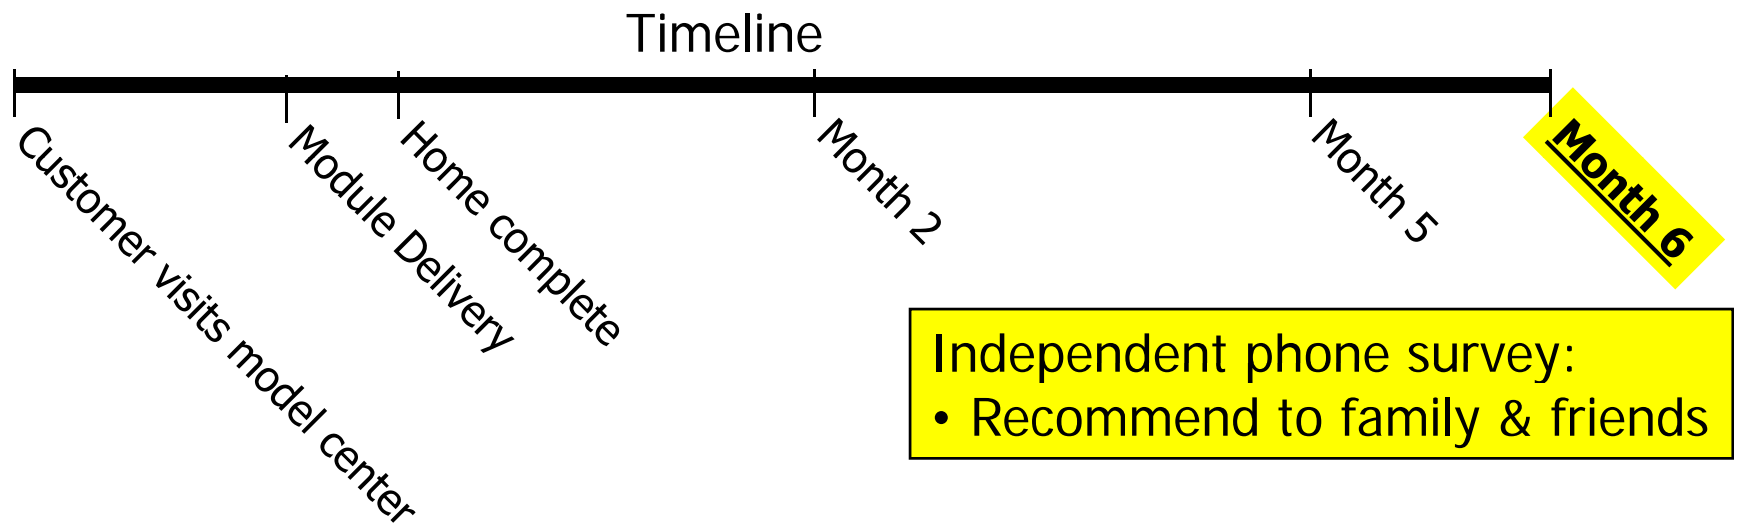 Timeline
Customer visits model center
Module Delivery
Home complete
Month 2
Month 5
Month 6
Independent phone survey:
• Recommend to family & friends